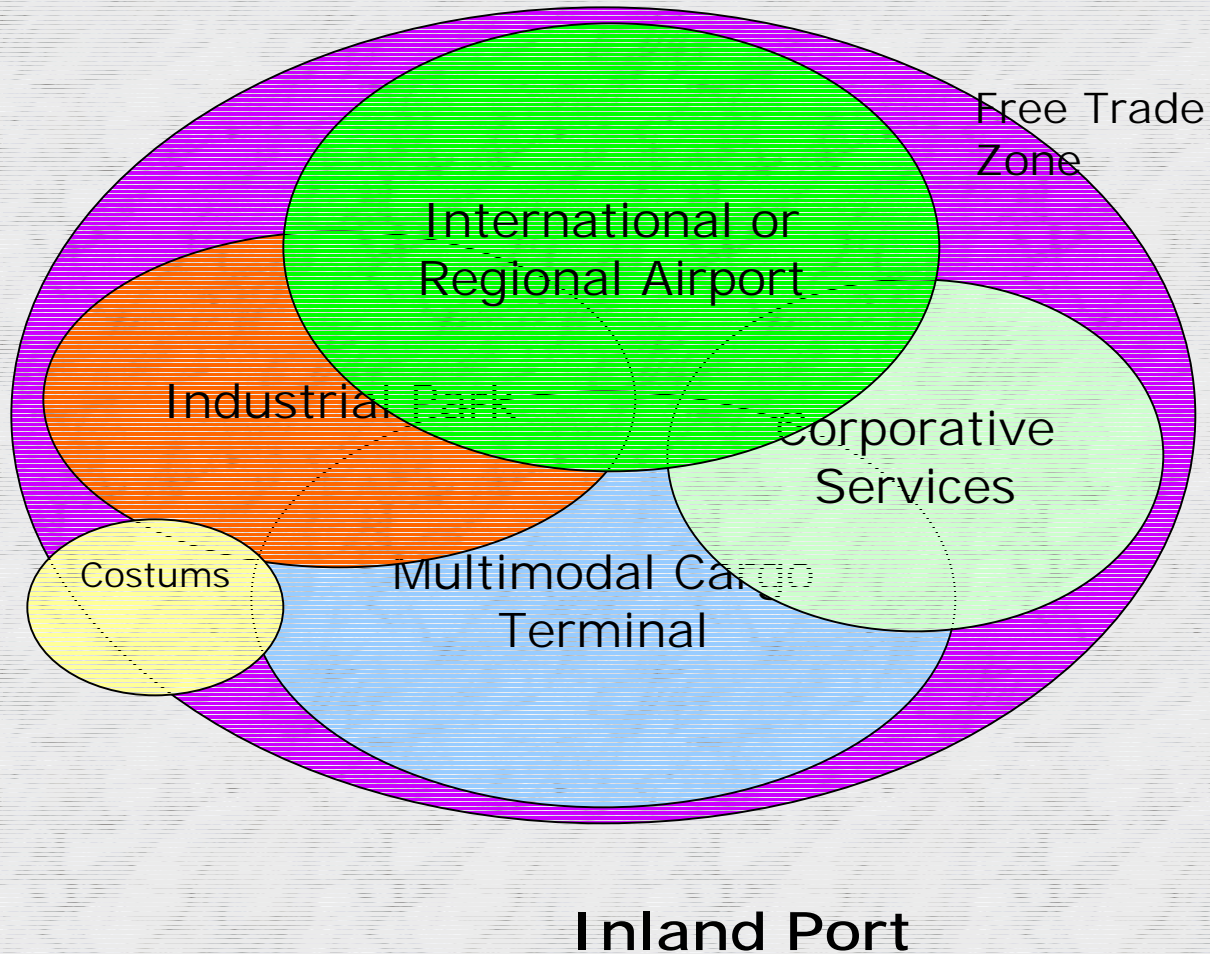 Free Trade
Zone
International or
Regional Airport
Industrial Park
Corporative
Services
Costums
Multimodal Cargo
Terminal
Inland Port